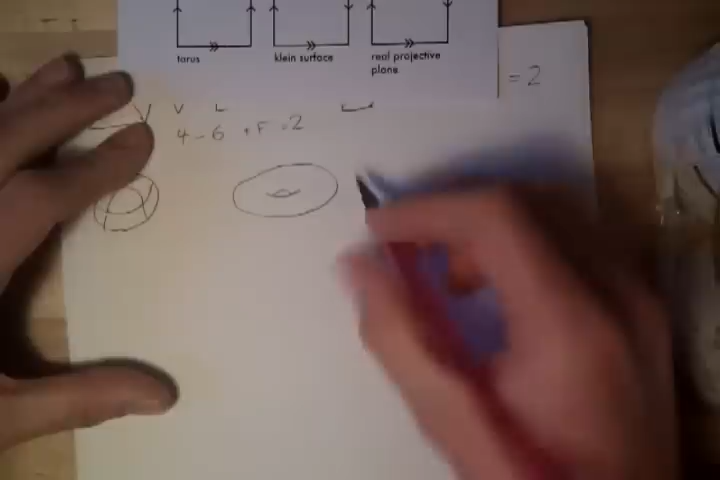 torus klein surface real projective
plane
= 2
V V L
4 - 6 + F = 2